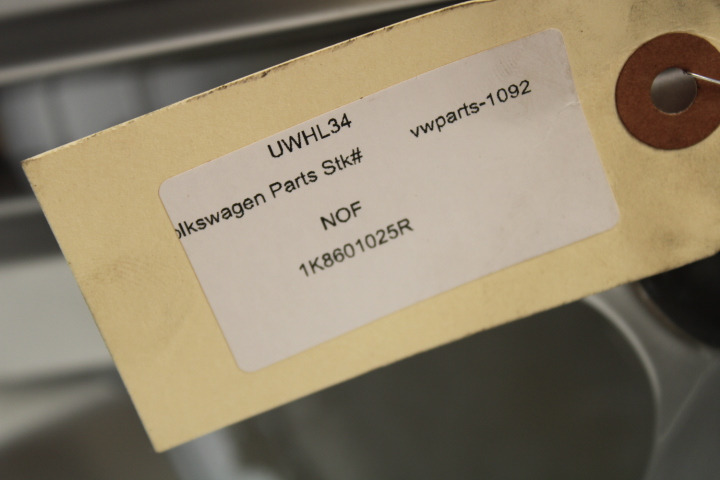 UWHL34
olkswagen Parts Stk# vwparts-1092
NOF
1K8601025R